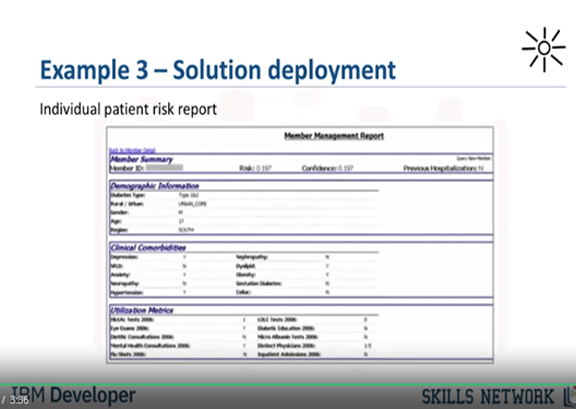 Example 3 – Solution deployment
Individual patient risk report
Member Management Report
Back to Member Detail
Query New Member
Member Summary
Member ID: Risk: 0.197 Confidence: 0.197 Previous Hospitalization: N
Demographic Information
Diabetes Type: Type 1&2
Rural / Urban: URBAN_CORE
Gender: M
Age: 17
Region: SOUTH
Clinical Comorbidities
Depression: Y Nephropathy: N
N Dyslipid: Y
Anxiety: Y Obesity: Y
Neuropathy: N Gestation Diabetes: N
Hypertension: Y Celiac: N
Utilization Metrics
HbA1c Tests 2006: 1 LDLC Tests 2006: 0
Eye Exams 2006: Y Diabetic Education 2006: N
Dietitic Consultations 2006: N Micro Albumin Tests 2006: N
Mental Health Consultations 2006: Y Distinct Physicians 2006: 15
Flu Shots 2006: N Inpatient Admissions 2006: N
IBM Developer
/ 3:36
SKILLS NETWORK